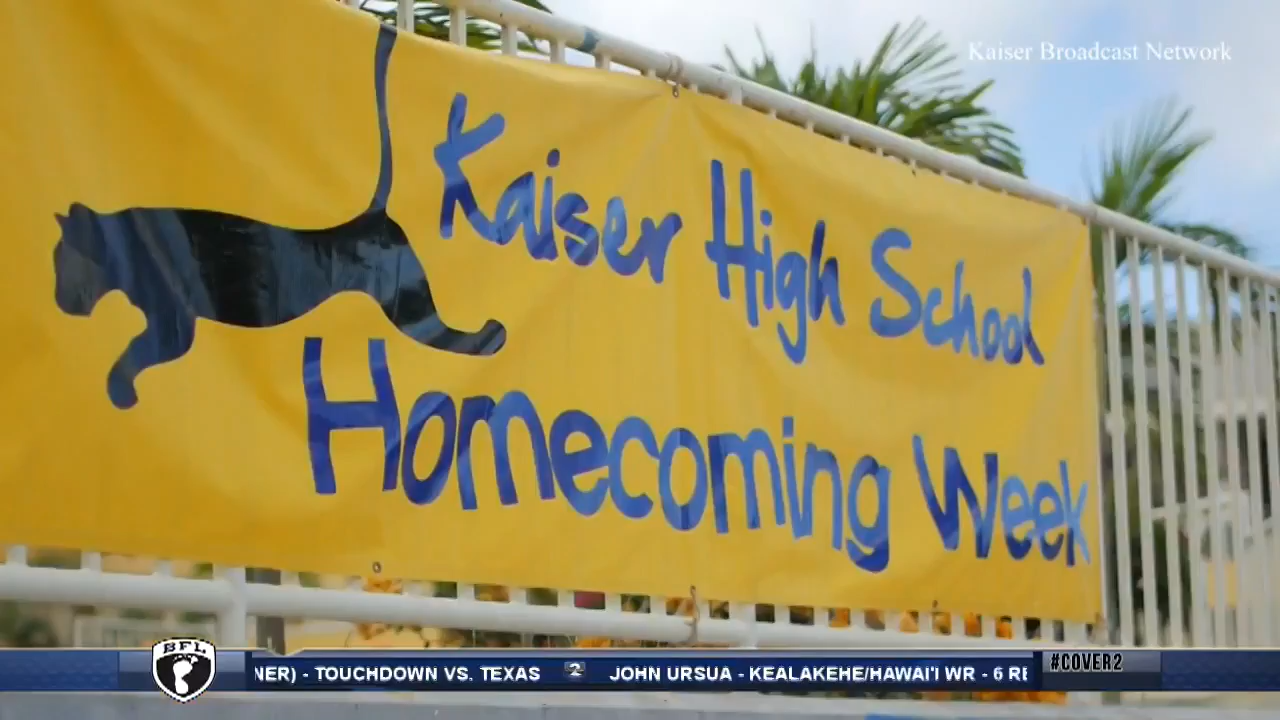 Kaiser Broadcast Network
Kaiser High School
Homecoming Week
BFL
NER) - TOUCHDOWN VS. TEXAS 2 JOHN URSUA - KEALAKEHE/HAWAI'I WR - 6 RE
#COVER2